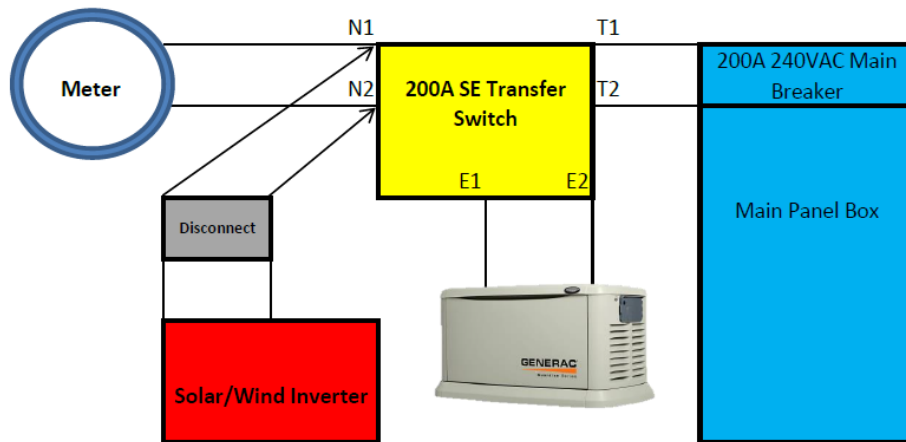 N1
T1
Meter
N2
200A SE Transfer
Switch
T2
200A 240VAC Main
Breaker
E1
E2
Disconnect
Main Panel Box
GENERAC
Solar/Wind Inverter